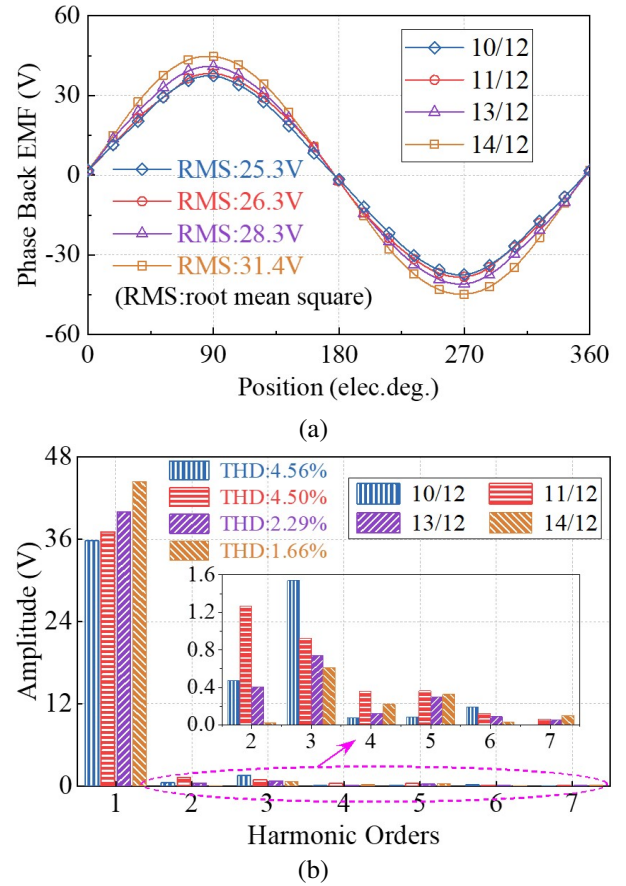 60
30
0
-30
-60
Phase Back EMF (V)
10/12
11/12
13/12
14/12
RMS:25.3V
RMS:26.3V
RMS:28.3V
RMS:31.4V
(RMS:root mean square)
0 90 180 270 360
Position (elec.deg.)
(a)
48
36
24
12
0
Amplitude (V)
THD:4.56%
THD:4.50%
THD:2.29%
THD:1.66%
10/12 11/12
13/12 14/12
1.6
1.2
0.8
0.4
0.0
2 3 4 5 6 7
1 2 3 4 5 6 7
Harmonic Orders
(b)